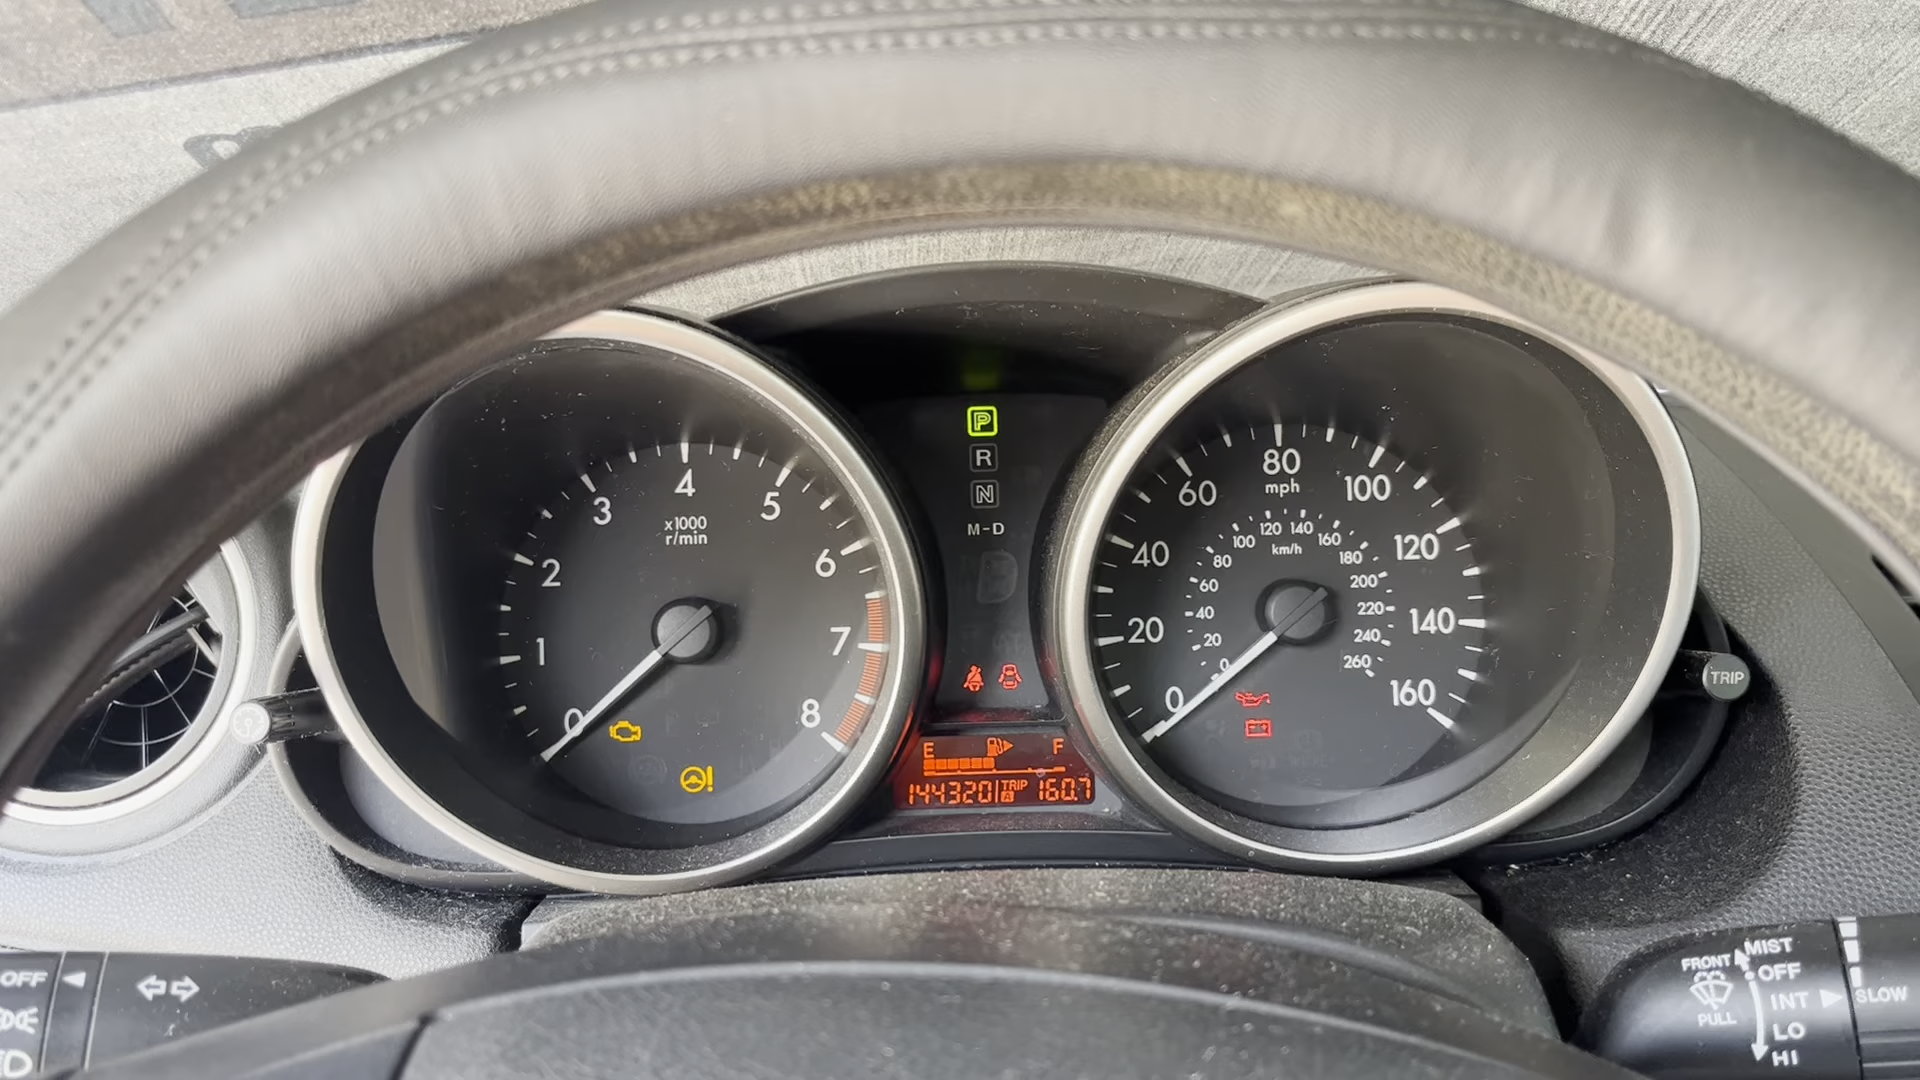 P
R
N
M-D
0
1
2
3
4
5
6
7
8
x1000
r/min
0
20
40
60
80
100
120
140
160
mph
0
20
40
60
80
100
120
140
160
180
200
220
240
260
km/h
E F
144320 TRIP A 160.7
TRIP
OFF
MIST
FRONT
OFF
INT
SLOW
PULL
LO
HI